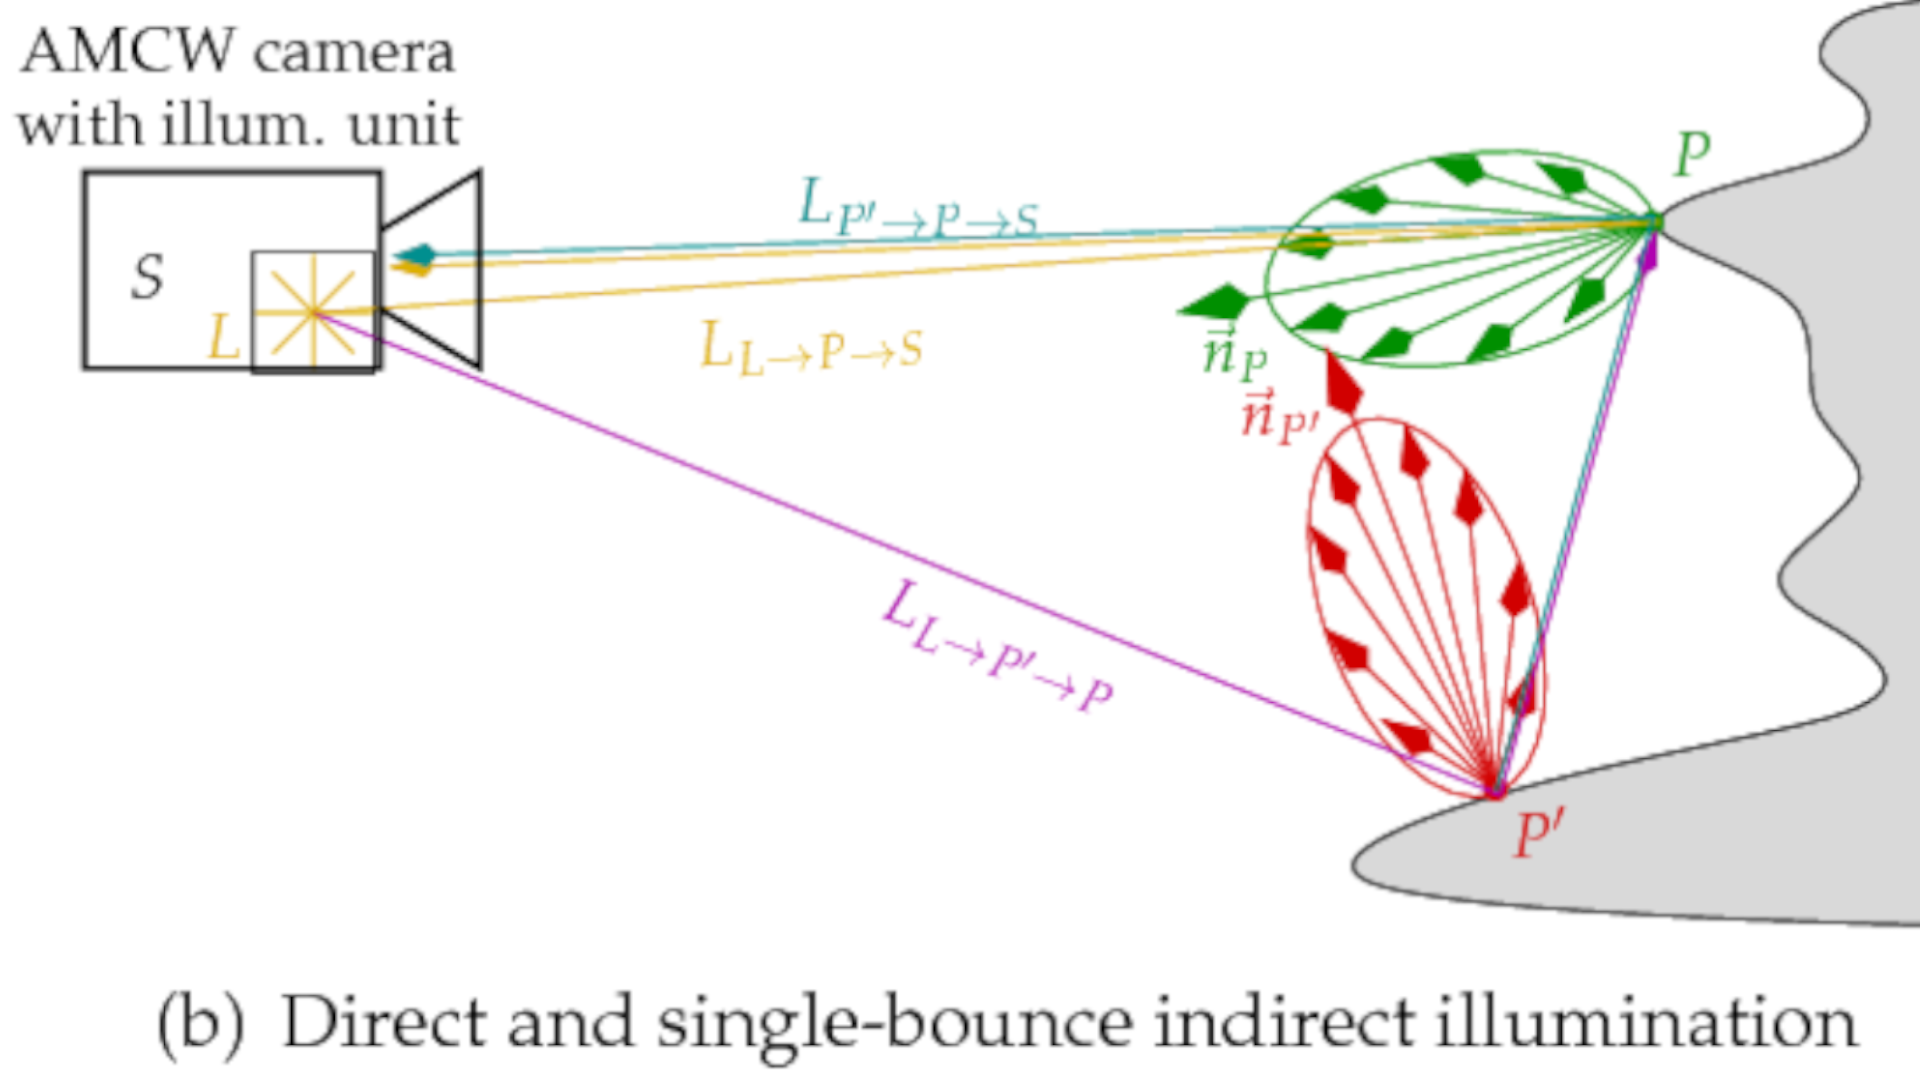 AMCW camera
with illum. unit
P
L_{P′→P→S}
S
L
L_{L→P→S}
n⃗_P
n⃗_{P′}
L_{L→P′→P}
P′
(b) Direct and single-bounce indirect illumination